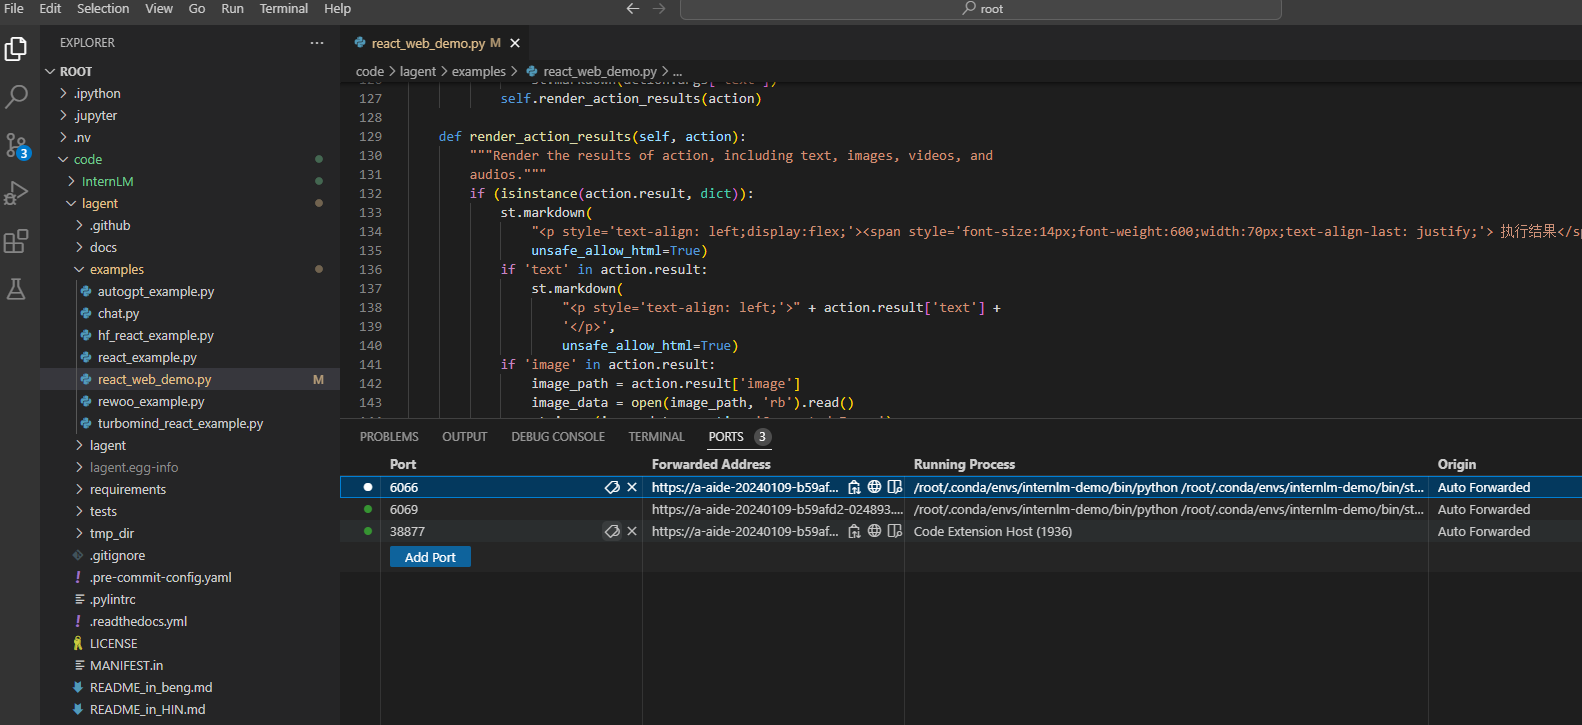 File Edit Selection View Go Run Terminal Help
root
EXPLORER
ROOT
.ipython
.jupyter
.nv
code
InternLM
lagent
.github
docs
examples
autogpt_example.py
chat.py
hf_react_example.py
react_example.py
react_web_demo.py M
rewoo_example.py
turbomind_react_example.py
lagent
lagent.egg-info
requirements
tests
tmp_dir
.gitignore
.pre-commit-config.yaml
.pylintrc
.readthedocs.yml
LICENSE
MANIFEST.in
README_in_beng.md
README_in_HIN.md
3
react_web_demo.py M
code > lagent > examples > react_web_demo.py > ...
127 self.render_action_results(action)
128
129 def render_action_results(self, action):
130 """Render the results of action, including text, images, videos, and
131 audios."""
132 if (isinstance(action.result, dict)):
133 st.markdown(
134 "<p style='text-align: left;display:flex;'><span style='font-size:14px;font-weight:600;width:70px;text-align-last: justify;'> 执行结果</sp
135 unsafe_allow_html=True)
136 if 'text' in action.result:
137 st.markdown(
138 "<p style='text-align: left;'>" + action.result['text'] +
139 '</p>',
140 unsafe_allow_html=True)
141 if 'image' in action.result:
142 image_path = action.result['image']
143 image_data = open(image_path, 'rb').read()
PROBLEMS OUTPUT DEBUG CONSOLE TERMINAL PORTS 3
Port Forwarded Address Running Process Origin
6066 https://a-aide-20240109-b59af... /root/.conda/envs/internlm-demo/bin/python /root/.conda/envs/internlm-demo/bin/st... Auto Forwarded
6069 https://a-aide-20240109-b59afd2-024893.... /root/.conda/envs/internlm-demo/bin/python /root/.conda/envs/internlm-demo/bin/st... Auto Forwarded
38877 https://a-aide-20240109-b59af... Code Extension Host (1936) Auto Forwarded
Add Port